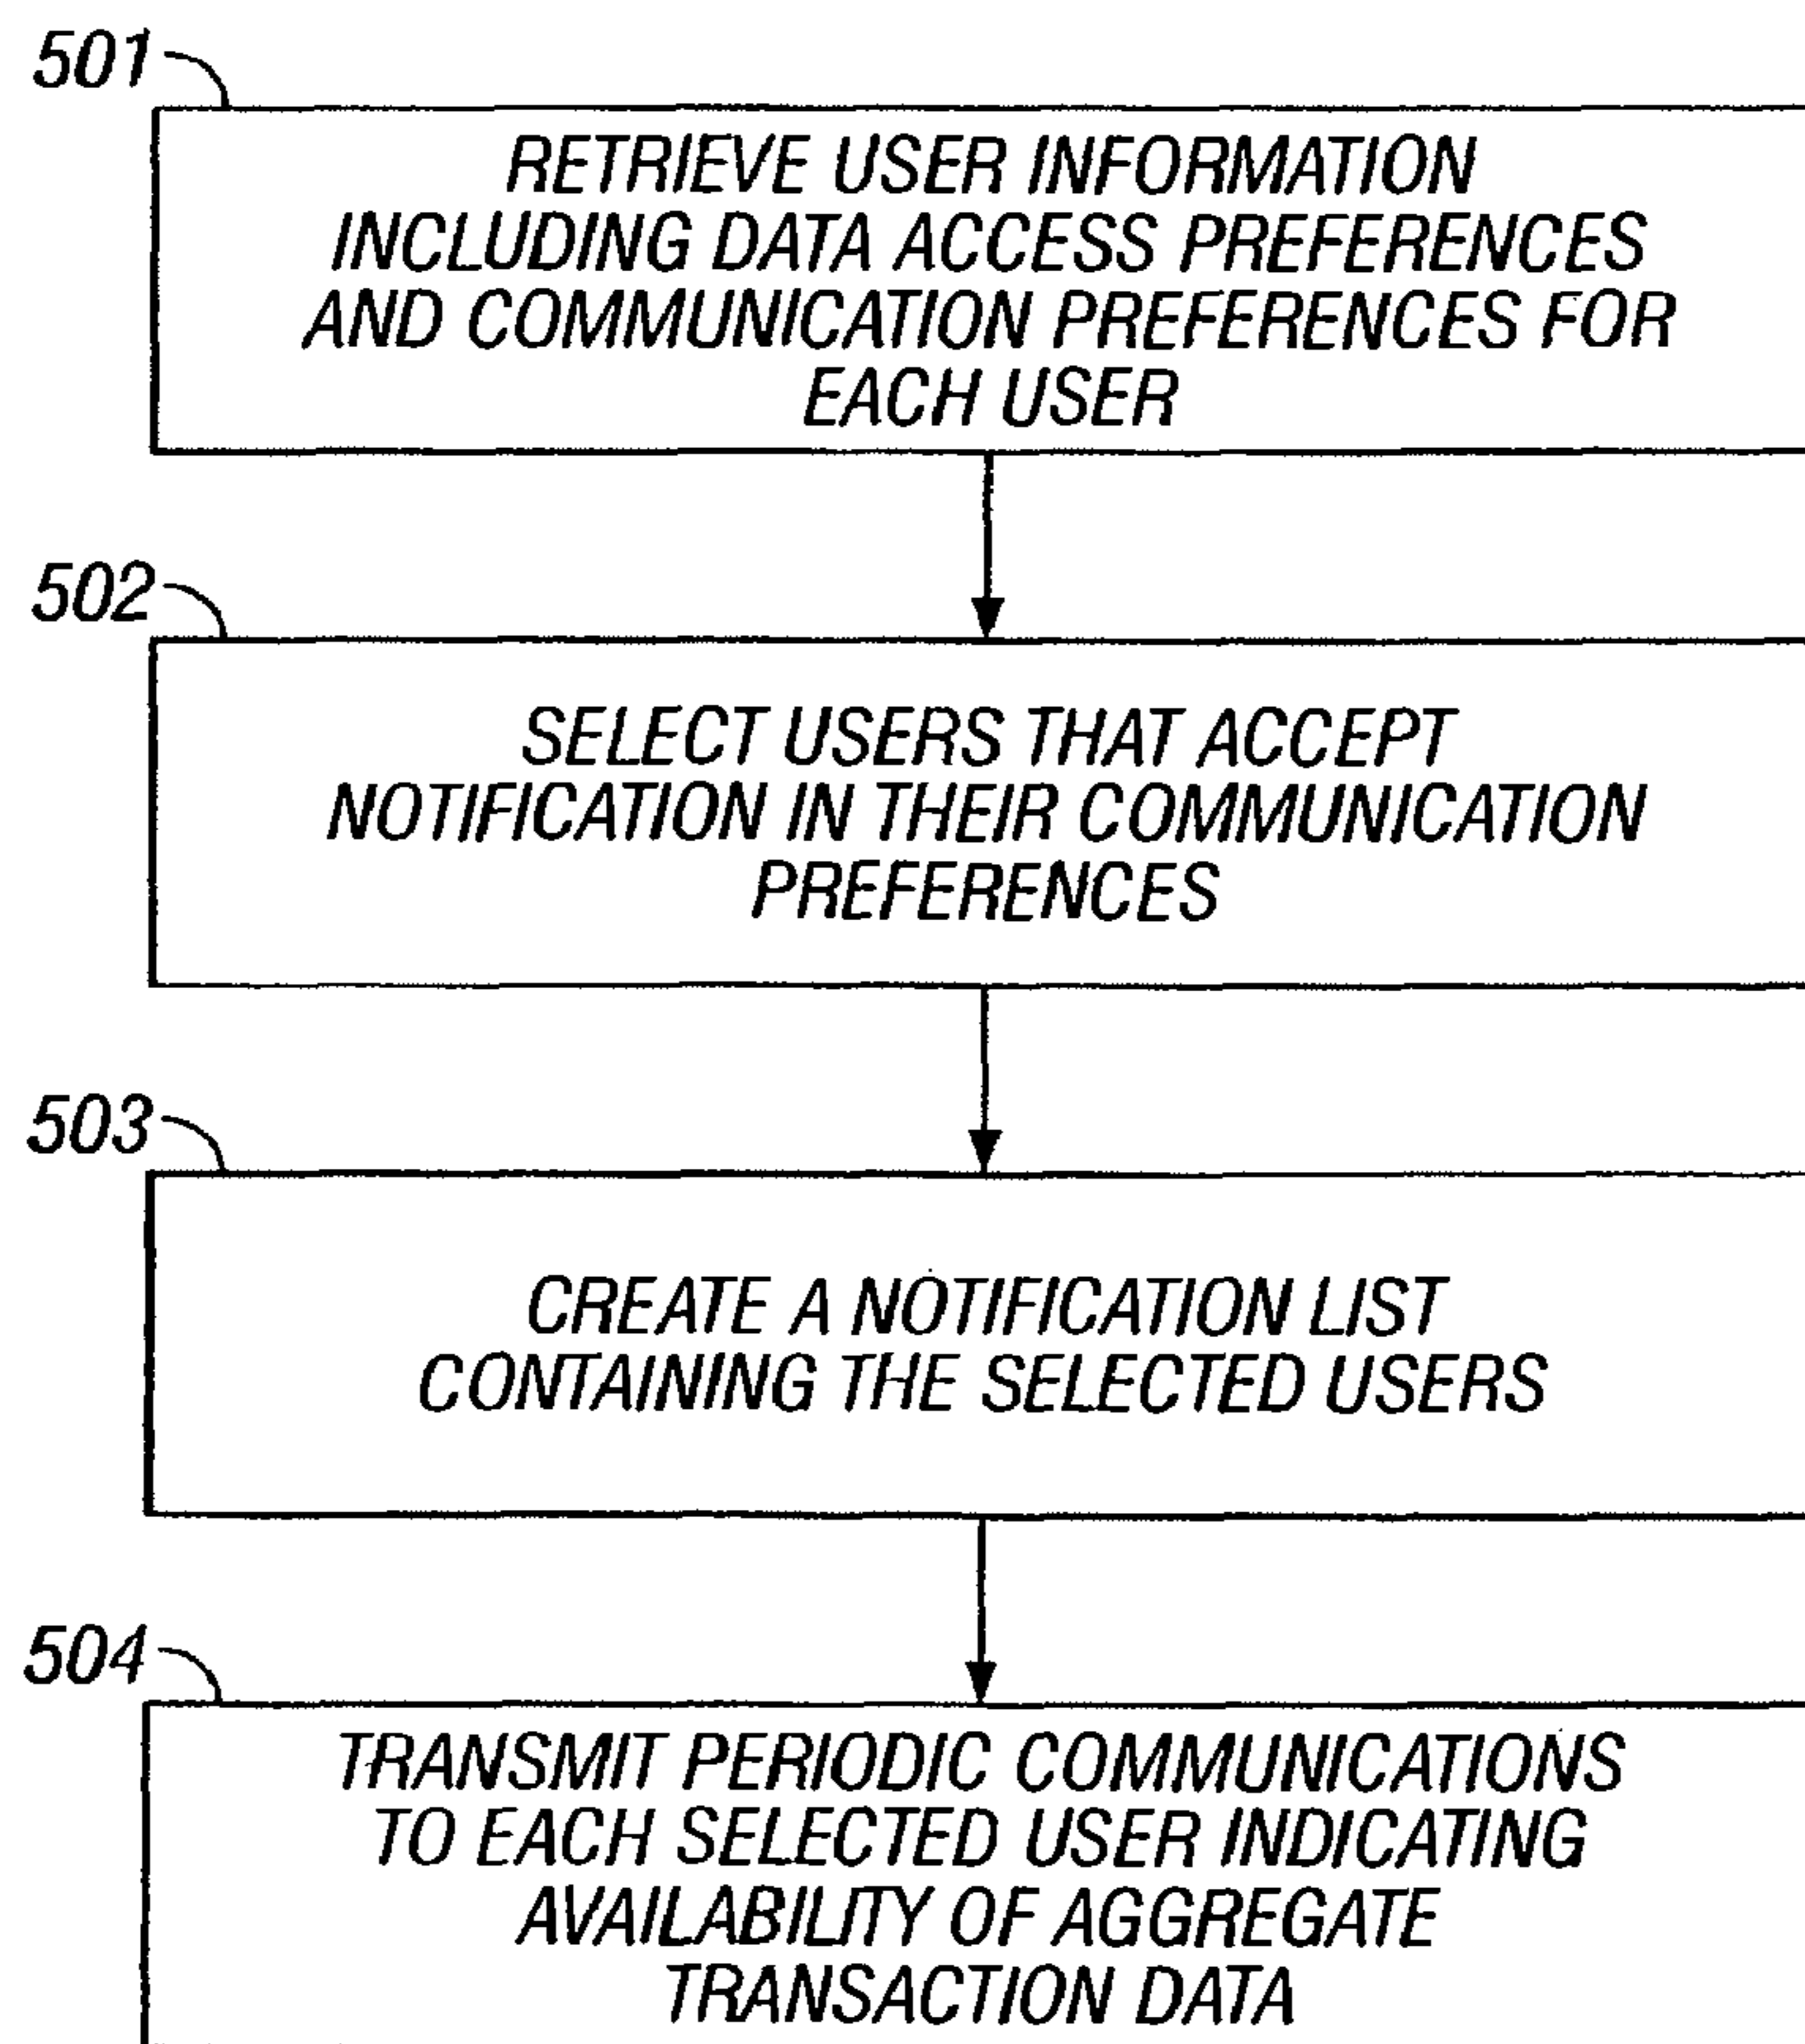 501
RETRIEVE USER INFORMATION
INCLUDING DATA ACCESS PREFERENCES
AND COMMUNICATION PREFERENCES FOR
EACH USER
502
SELECT USERS THAT ACCEPT
NOTIFICATION IN THEIR COMMUNICATION
PREFERENCES
503
CREATE A NOTIFICATION LIST
CONTAINING THE SELECTED USERS
504
TRANSMIT PERIODIC COMMUNICATIONS
TO EACH SELECTED USER INDICATING
AVAILABILITY OF AGGREGATE
TRANSACTION DATA